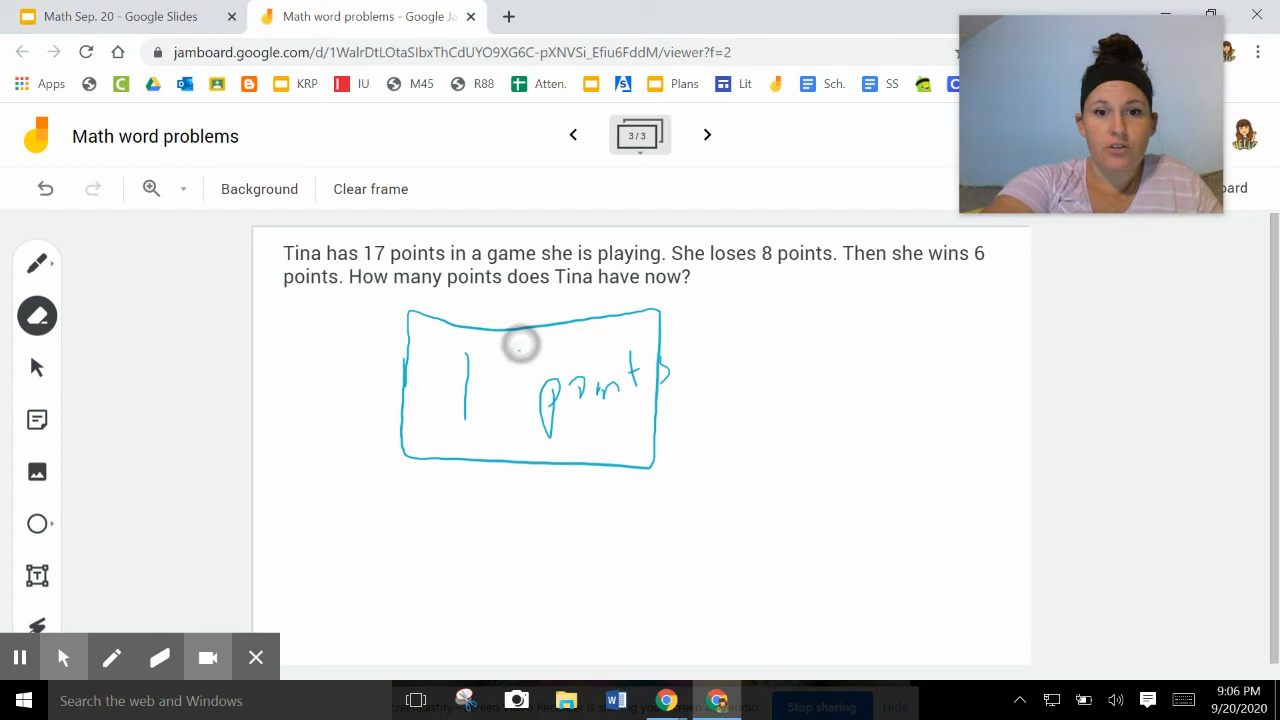 Math Sep. 20 - Google Slides
Math word problems - Google Ja
jamboard.google.com/d/1WalrDtLOtaSIbxThCdUYO9XG6C-pXNVSi_Efiu6FddM/viewer?f=2
Apps KRP IU M45 R88 Atten. Plans Lit Sch. SS
Math word problems
3 / 3
Background Clear frame
Tina has 17 points in a game she is playing. She loses 8 points. Then she wins 6
points. How many points does Tina have now?
1 points
Search the web and Windows
Stop sharing Hide
9:06 PM
9/20/2020